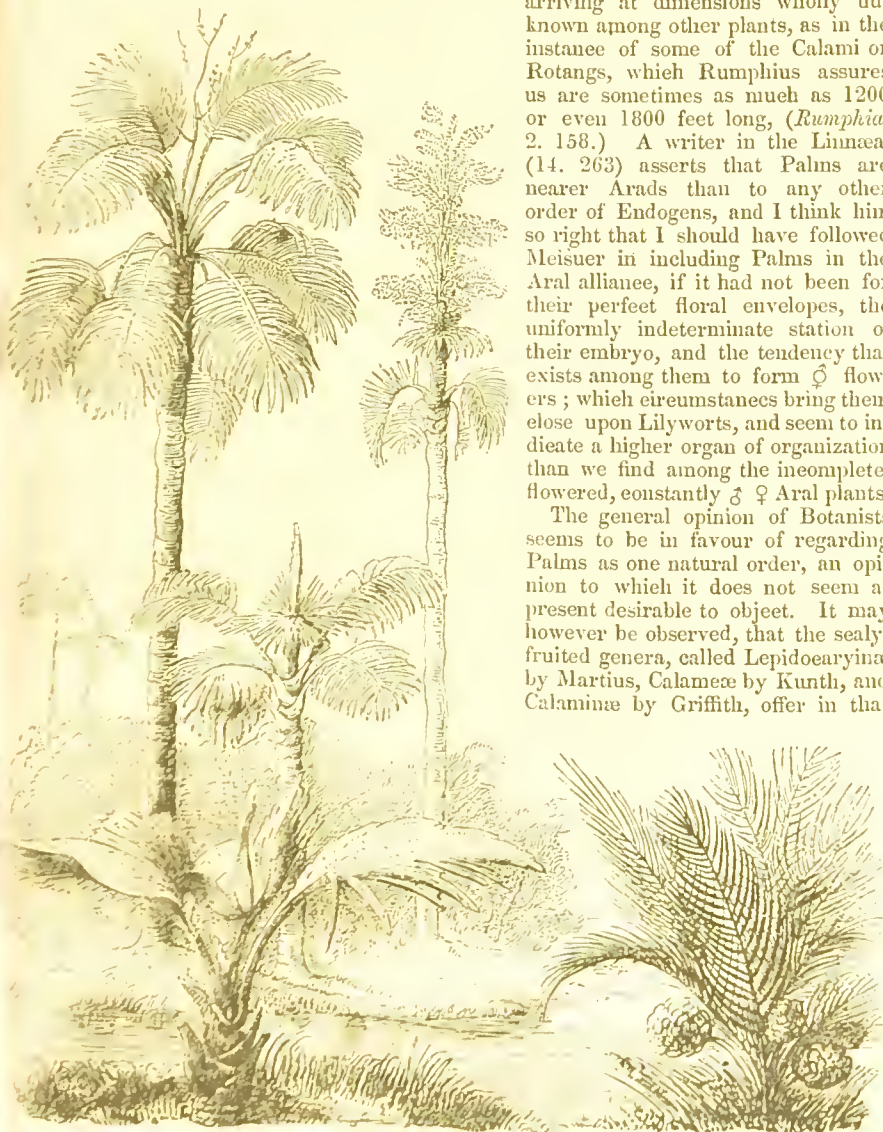 arriving at dimensions wholly un
known among other plants, as in the
instance of some of the Calami or
Rotangs, which Rumphius assures
us are sometimes as much as 1200
or even 1800 feet long, (Rumphia
2. 158.) A writer in the Linnæa
(14. 263) asserts that Palms are
nearer Arads than to any other
order of Endogens, and I think him
so right that I should have followed
Meisner in including Palms in the
Aral alliance, if it had not been for
their perfect floral envelopes, the
uniformly indeterminate station o
their embryo, and the tendency tha
exists among them to form ⚥ flow
ers ; which circumstances bring them
close upon Lilyworts, and seem to in
dicate a higher organ of organization
than we find among the incomplete
flowered, constantly ♂ ♀ Aral plants
The general opinion of Botanists
seems to be in favour of regarding
Palms as one natural order, an opi
nion to which it does not seem a
present desirable to object. It may
however be observed, that the scaly
fruited genera, called Lepidocaryinæ
by Martius, Calameæ by Kunth, and
Calaminæ by Griffith, offer in tha